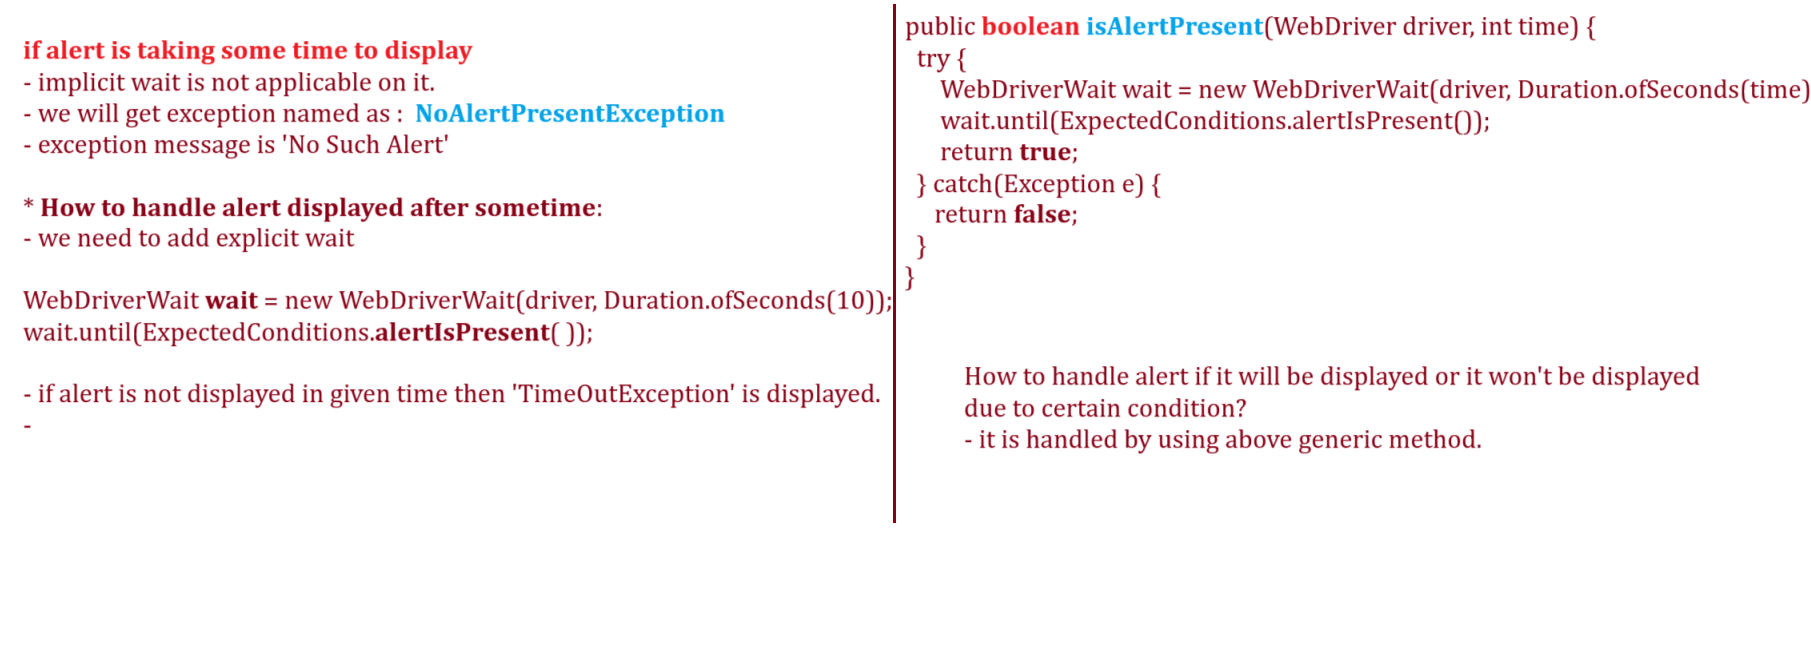 if alert is taking some time to display
- implicit wait is not applicable on it.
- we will get exception named as :  NoAlertPresentException
- exception message is 'No Such Alert'
* How to handle alert displayed after sometime:
- we need to add explicit wait
WebDriverWait wait = new WebDriverWait(driver, Duration.ofSeconds(10));
wait.until(ExpectedConditions.alertIsPresent( ));
- if alert is not displayed in given time then 'TimeOutException' is displayed.
-
public boolean isAlertPresent(WebDriver driver, int time) {
try {
WebDriverWait wait = new WebDriverWait(driver, Duration.ofSeconds(time)
wait.until(ExpectedConditions.alertIsPresent());
return true;
} catch(Exception e) {
return false;
}
}
How to handle alert if it will be displayed or it won't be displayed
due to certain condition?
- it is handled by using above generic method.